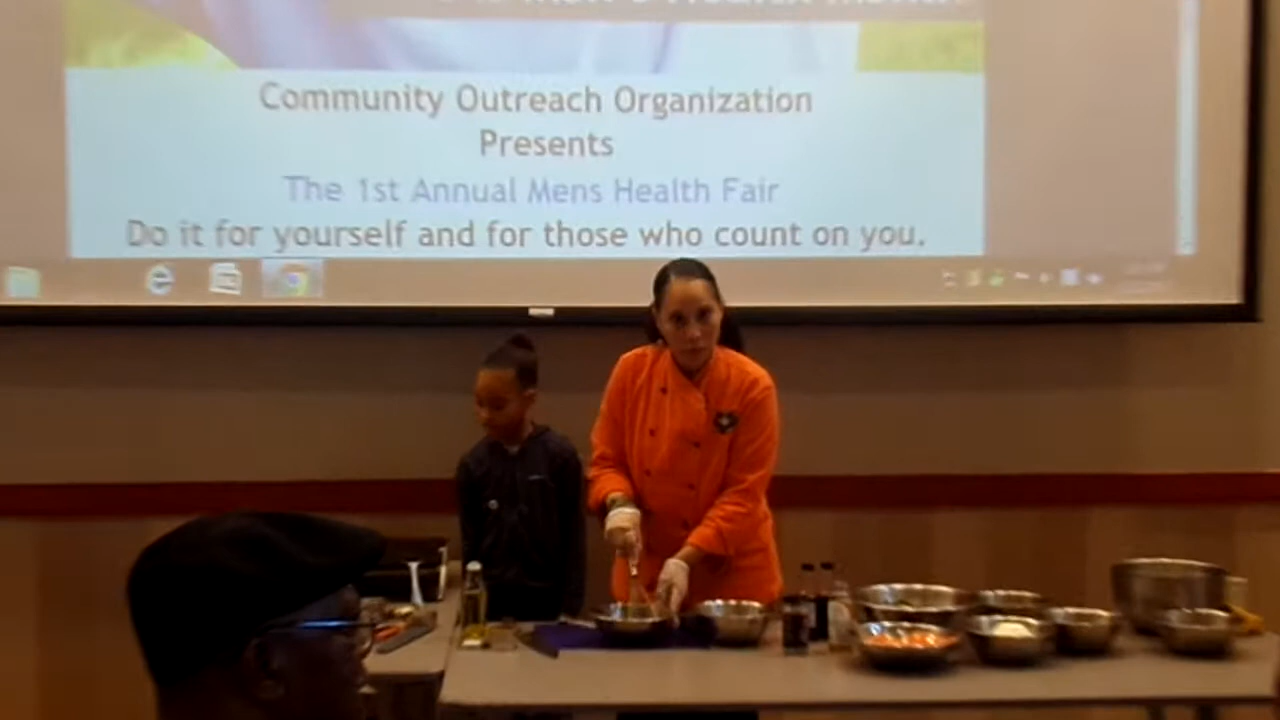 Community Outreach Organization
Presents
The 1st Annual Mens Health Fair
Do it for yourself and for those who count on you.